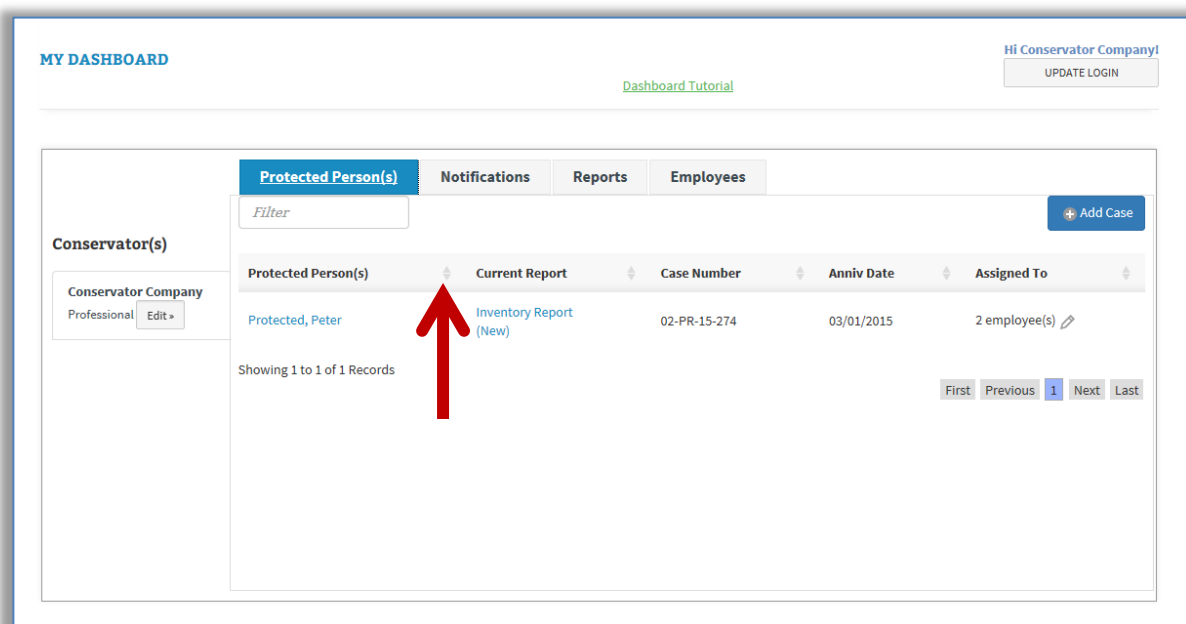 MY DASHBOARD
Hi Conservator Company!
UPDATE LOGIN
Dashboard Tutorial
Protected Person(s)
Notifications
Reports
Employees
Filter
Add Case
Conservator(s)
Conservator Company
Professional Edit »
Protected Person(s)
Current Report
Case Number
Anniv Date
Assigned To
Protected, Peter
Inventory Report
(New)
02-PR-15-274
03/01/2015
2 employee(s)
Showing 1 to 1 of 1 Records
First Previous 1 Next Last